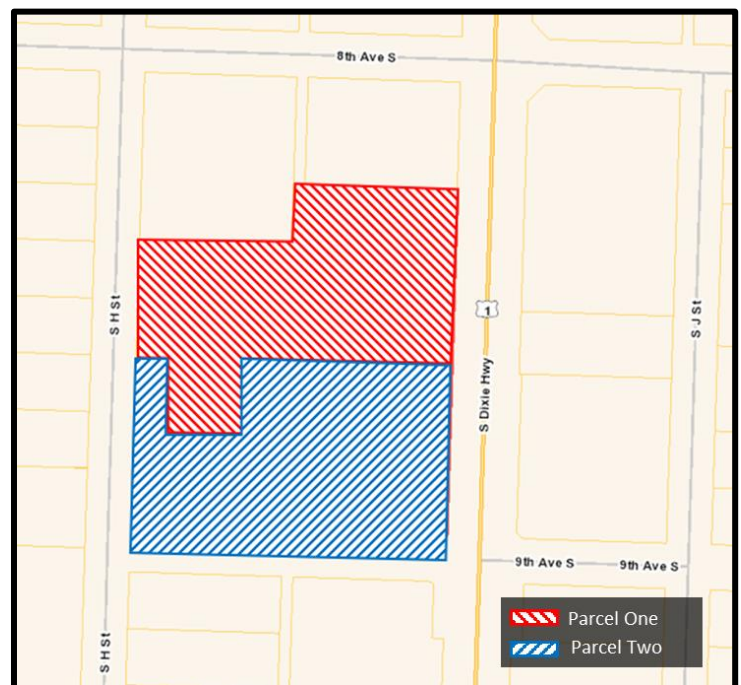 8th Ave S
S H St
1
S J St
S Dixie Hwy
9th Ave S
9th Ave S
S H St
Parcel One
Parcel Two